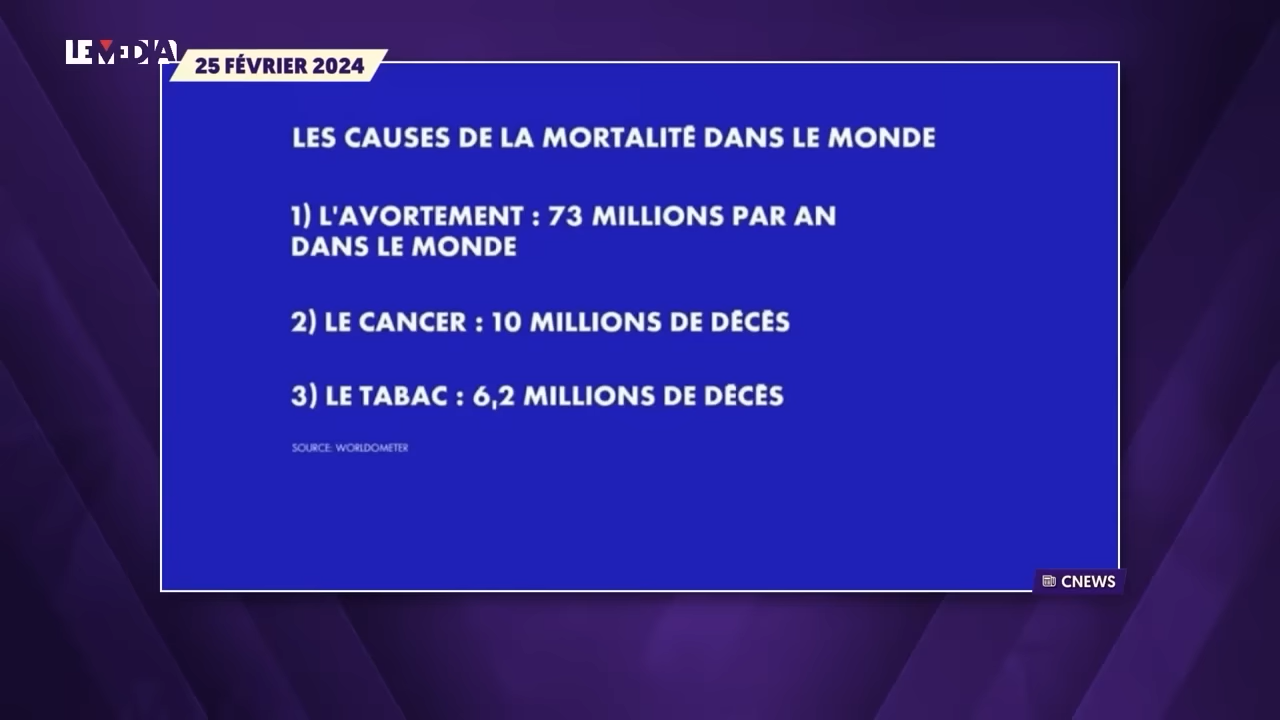 LE MEDIA
25 FÉVRIER 2024
LES CAUSES DE LA MORTALITÉ DANS LE MONDE
1) L'AVORTEMENT : 73 MILLIONS PAR AN
DANS LE MONDE
2) LE CANCER : 10 MILLIONS DE DÉCÈS
3) LE TABAC : 6,2 MILLIONS DE DÉCÈS
SOURCE: WORLDOMETER
CNEWS